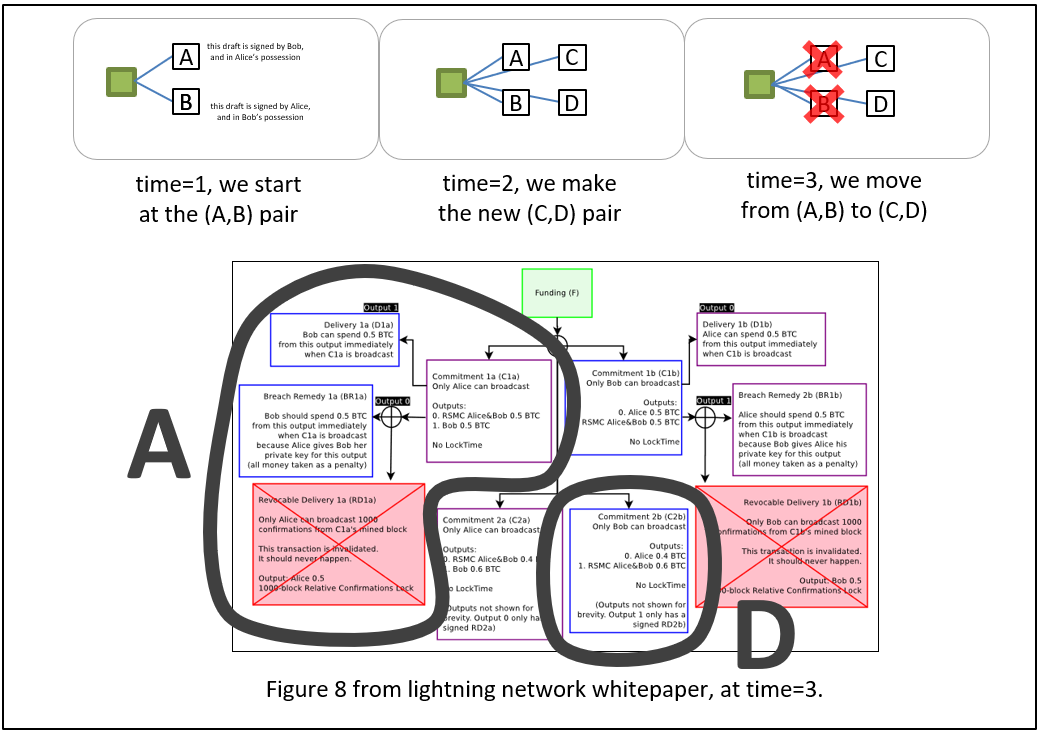 A
this draft is signed by Bob,
and in Alice's possession
B
this draft is signed by Alice,
and in Bob's possession
A
C
B
D
A
C
B
D
time=1, we start
at the (A,B) pair
time=2, we make
the new (C,D) pair
time=3, we move
from (A,B) to (C,D)
Funding (F)
Output 1
Delivery 1a (D1a)
Bob can spend 0.5 BTC
from this output immediately
when C1a is broadcast
Output 0
Delivery 1b (D1b)
Alice can spend 0.5 BTC
from this output immediately
when C1b is broadcast
Commitment 1a (C1a)
Only Alice can broadcast
Outputs:
0. RSMC Alice&Bob 0.5 BTC
1. Bob 0.5 BTC
No LockTime
Commitment 1b (C1b)
Only Bob can broadcast
Outputs:
0. Alice 0.5 BTC
RSMC Alice&Bob 0.5 BTC
No LockTime
Output 0
Breach Remedy 1a (BR1a)
Bob should spend 0.5 BTC
from this output immediately
when C1a is broadcast
because Alice gives Bob her
private key for this output
(all money taken as a penalty)
Output 1
Breach Remedy 2b (BR1b)
Alice should spend 0.5 BTC
from this output immediately
when C1b is broadcast
because Bob gives Alice his
private key for this output
(all money taken as a penalty)
A
Revocable Delivery 1a (RD1a)
Only Alice can broadcast 1000
confirmations from C1a's mined block
This transaction is invalidated.
It should never happen.
Output: Alice 0.5
1000-block Relative Confirmations Lock
Commitment 2a (C2a)
Only Alice can broadcast
Outputs:
0. RSMC Alice&Bob 0.4
Bob 0.6 BTC
LockTime
Outputs not shown for
brevity. Output 0 only has
signed RD2a)
Commitment 2b (C2b)
Only Bob can broadcast
Outputs:
0. Alice 0.4 BTC
1. RSMC Alice&Bob 0.6 BTC
No LockTime
(Outputs not shown for
brevity. Output 1 only has a
signed RD2b)
Revocable Delivery 1b (RD1b)
Only Bob can broadcast 1000
confirmations from C1b's mined block
This transaction is invalidated.
It should never happen.
Output: Bob 0.5
Relative Confirmations Lock
D
Figure 8 from lightning network whitepaper, at time=3.